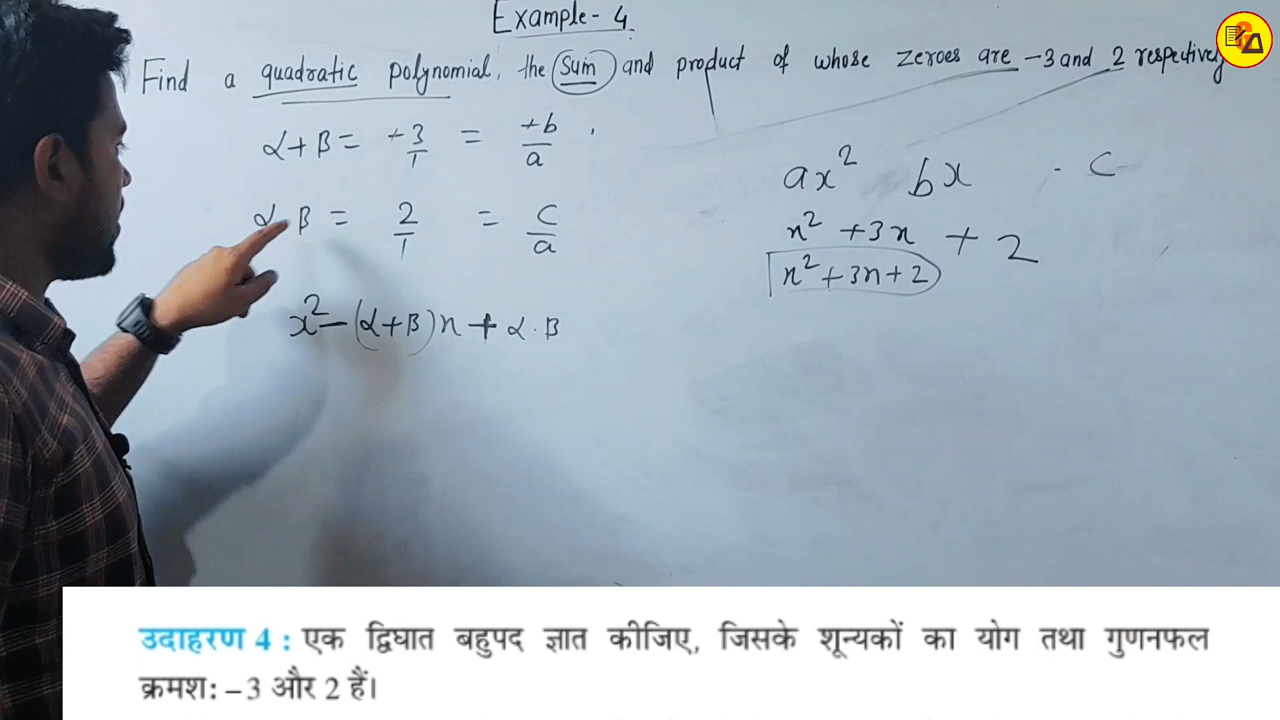 Example - 4.
Find a quadratic polynomial, the Sum and product of whose zeroes are -3 and 2 respectively
α + β = +3/1 = +b/a .
ax² bx . c
α β = 2/1 = c/a
x² + 3x + 2
x² + 3x + 2
x² - (α + β) x + α . β
उदाहरण 4 : एक द्विघात बहुपद ज्ञात कीजिए, जिसके शून्यकों का योग तथा गुणनफल
क्रमश: – 3 और 2 हैं।